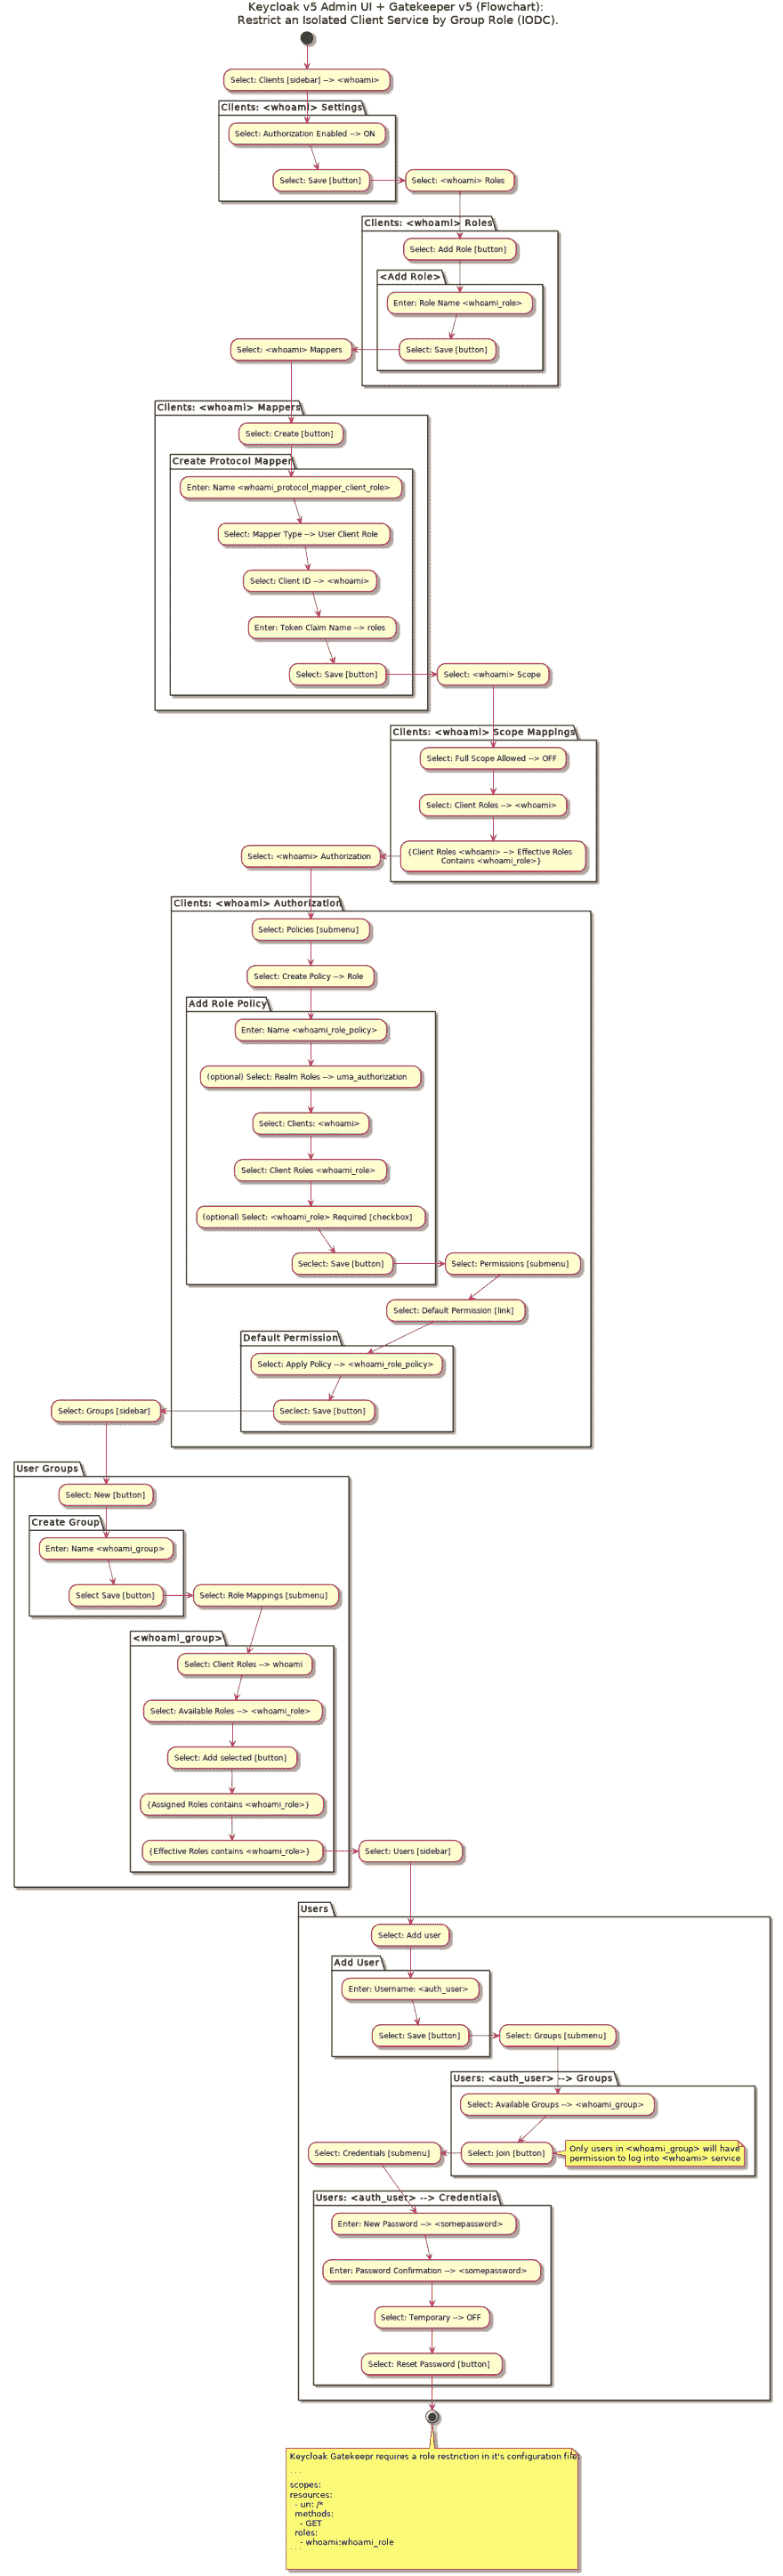 Keycloak v5 Admin UI + Gatekeeper v5 (Flowchart):
Restrict an Isolated Client Service by Group Role (IODC).
Select: Clients [sidebar] --> <whoami>
Clients: <whoami> Settings
Select: Authorization Enabled --> ON
Select: Save [button]
Select: <whoami> Roles
Clients: <whoami> Roles
Select: Add Role [button]
<Add Role>
Enter: Role Name <whoami_role>
Select: Save [button]
Select: <whoami> Mappers
Clients: <whoami> Mappers
Select: Create [button]
Create Protocol Mapper
Enter: Name <whoami_protocol_mapper_client_role>
Select: Mapper Type --> User Client Role
Select: Client ID --> <whoami>
Enter: Token Claim Name --> roles
Select: Save [button]
Select: <whoami> Scope
Clients: <whoami> Scope Mappings
Select: Full Scope Allowed --> OFF
Select: Client Roles --> <whoami>
{Client Roles <whoami> --> Effective Roles
Contains <whoami_role>}
Select: <whoami> Authorization
Clients: <whoami> Authorization
Select: Policies [submenu]
Select: Create Policy --> Role
Add Role Policy
Enter: Name <whoami_role_policy>
(optional) Select: Realm Roles --> uma_authorization
Select: Clients: <whoami>
Select: Client Roles <whoami_role>
(optional) Select: <whoami_role> Required [checkbox]
Seclect: Save [button]
Select: Permissions [submenu]
Select: Default Permission [link]
Default Permission
Select: Apply Policy --> <whoami_role_policy>
Seclect: Save [button]
Select: Groups [sidebar]
User Groups
Select: New [button]
Create Group
Enter: Name <whoami_group>
Select Save [button]
Select: Role Mappings [submenu]
<whoami_group>
Select: Client Roles --> whoami
Select: Available Roles --> <whoami_role>
Select: Add selected [button]
{Assigned Roles contains <whoami_role>}
{Effective Roles contains <whoami_role>}
Select: Users [sidebar]
Users
Select: Add user
Add User
Enter: Username: <auth_user>
Select: Save [button]
Select: Groups [submenu]
Users: <auth_user> --> Groups
Select: Available Groups --> <whoami_group>
Select: Join [button]
Only users in <whoami_group> will have
permission to log into <whoami> service
Select: Credentials [submenu]
Users: <auth_user> --> Credentials
Enter: New Password --> <somepassword>
Enter: Password Confirmation --> <somepassword>
Select: Temporary --> OFF
Select: Reset Password [button]
Keycloak Gatekeepr requires a role restriction in it's configuration file:
```
scopes:
resources:
- uri: /*
methods:
- GET
roles:
- whoami:whoami_role
```